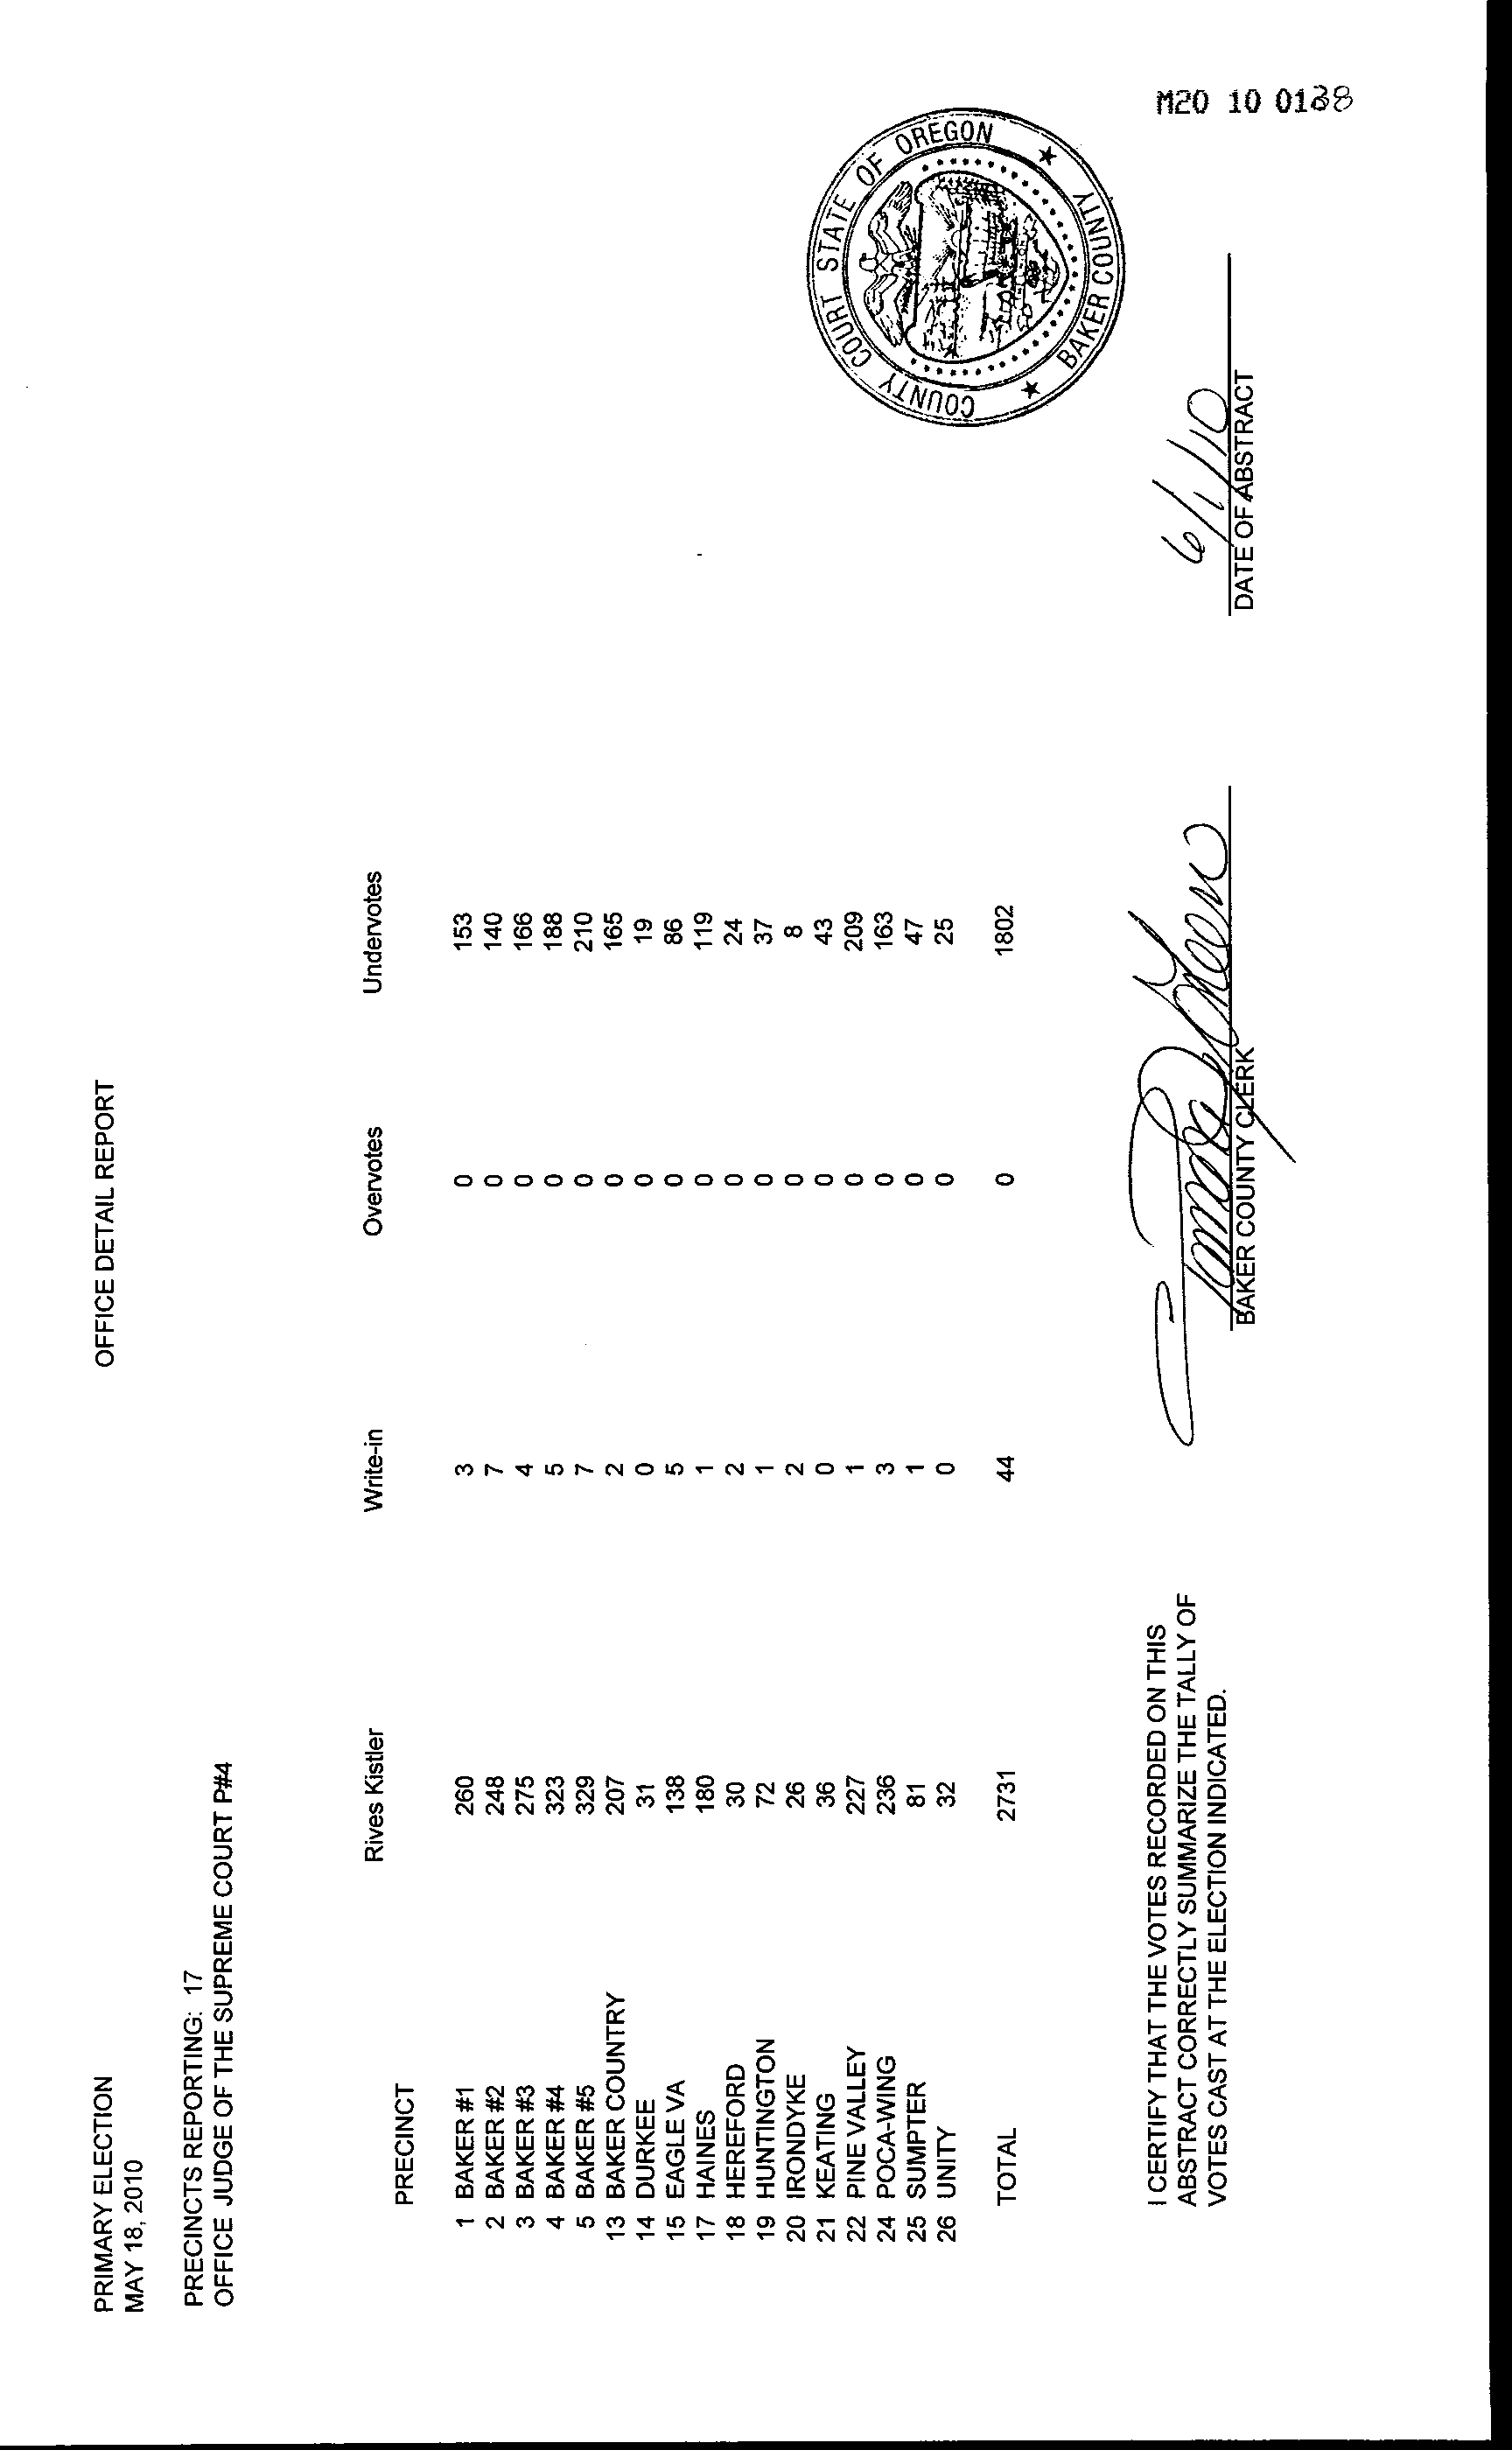 PRIMARY ELECTION OFFICE DETAIL REPORT
MAY 18, 2010
PRECINCTS REPORTING: 17
OFFICE JUDGE OF THE SUPREME COURT P#4
Rives Kistler Write-in Overvotes Undervotes
PRECINCT
1 BAKER #1 260 3 0 153
2 BAKER #2 248 7 0 140
3 BAKER #3 275 4 0 166
4 BAKER #4 323 5 0 188
5 BAKER #5 329 7 0 210
13 BAKER COUNTRY 207 2 0 165
14 DURKEE 31 0 0 19
15 EAGLE VA 138 5 0 86
17 HAINES 180 1 0 119
18 HEREFORD 30 2 0 24
19 HUNTINGTON 72 1 0 37
20 IRONDYKE 26 2 0 8
21 KEATING 36 0 0 43
22 PINE VALLEY 227 1 0 209
24 POCA-WING 236 3 0 163
25 SUMPTER 81 1 0 47
26 UNITY 32 0 0 25
TOTAL 2731 44 0 1802
COUNTY COURT STATE OF OREGON
BAKER COUNTY
I CERTIFY THAT THE VOTES RECORDED ON THIS
ABSTRACT CORRECTLY SUMMARIZE THE TALLY OF
VOTES CAST AT THE ELECTION INDICATED.
6/1/10
BAKER COUNTY CLERK DATE OF ABSTRACT
M20 10 0138